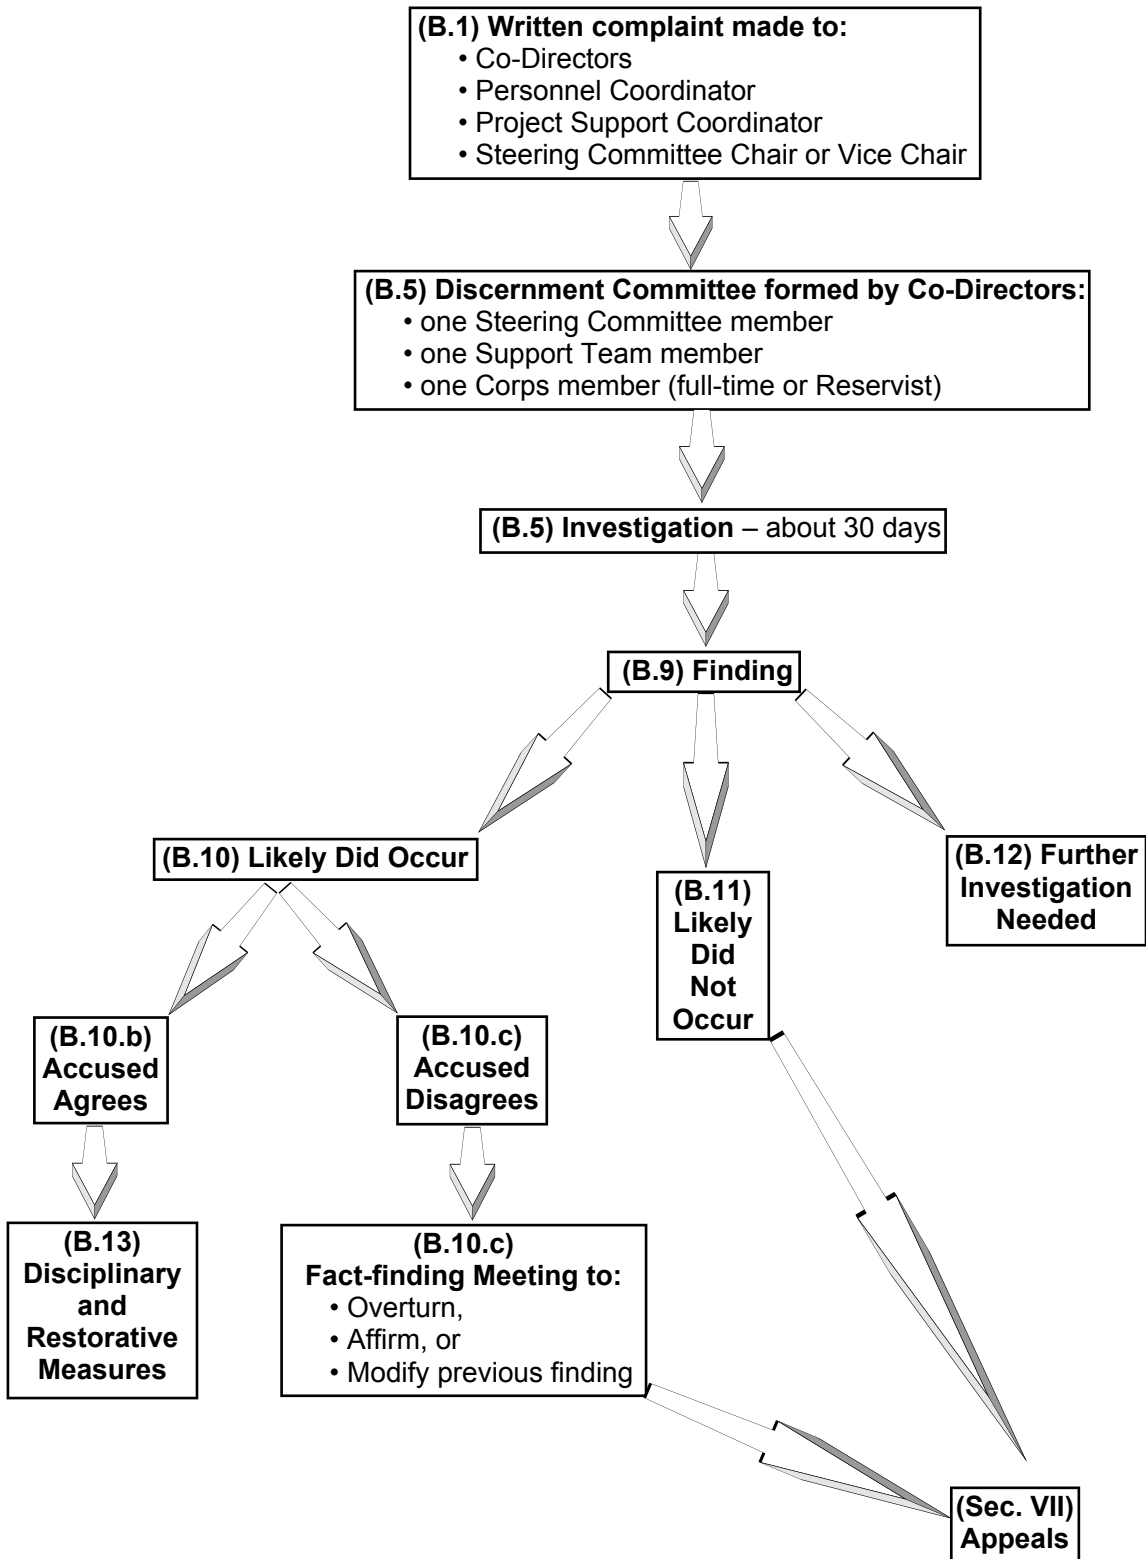 (B.1) Written complaint made to:
• Co-Directors
• Personnel Coordinator
• Project Support Coordinator
• Steering Committee Chair or Vice Chair
(B.5) Discernment Committee formed by Co-Directors:
• one Steering Committee member
• one Support Team member
• one Corps member (full-time or Reservist)
(B.5) Investigation – about 30 days
(B.9) Finding
(B.10) Likely Did Occur
(B.11)
Likely
Did
Not
Occur
(B.12) Further
Investigation
Needed
(B.10.b)
Accused
Agrees
(B.10.c)
Accused
Disagrees
(B.13)
Disciplinary
and
Restorative
Measures
(B.10.c)
Fact-finding Meeting to:
• Overturn,
• Affirm, or
• Modify previous finding
(Sec. VII)
Appeals